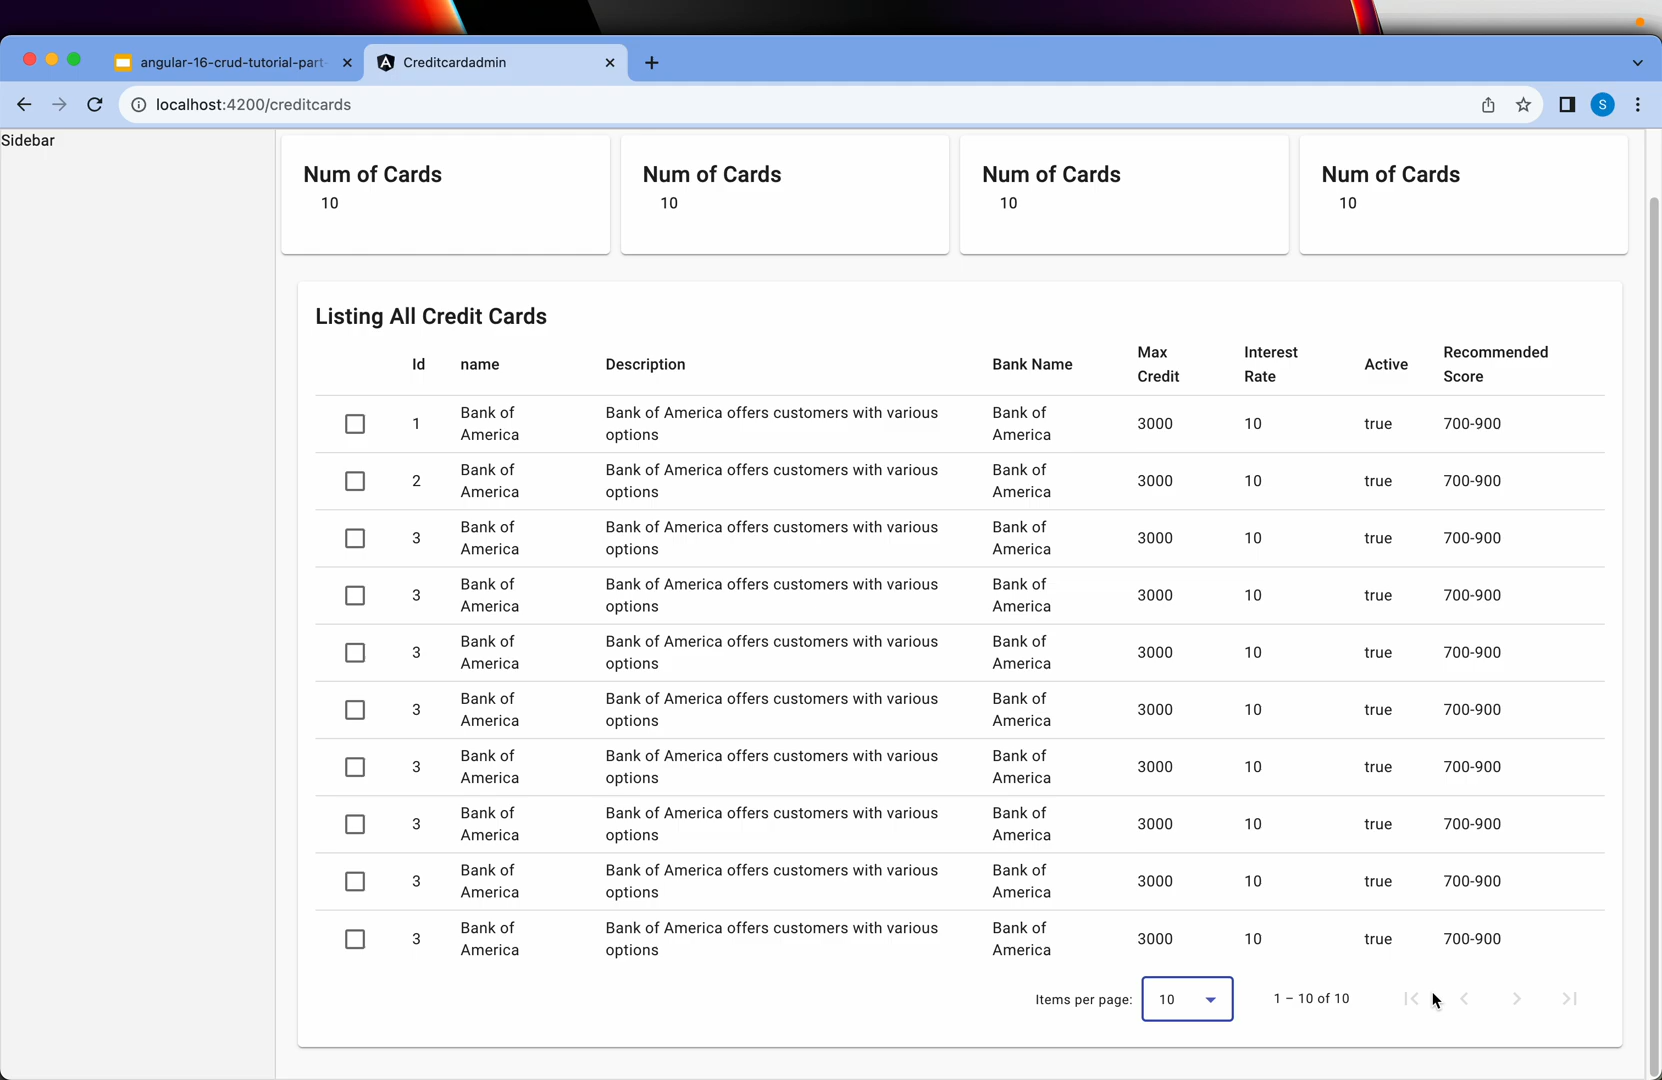 angular-16-crud-tutorial-part-
Creditcardadmin
localhost:4200/creditcards
S
Sidebar
Num of Cards Num of Cards Num of Cards Num of Cards
10 10 10 10
Listing All Credit Cards
Id name Description Bank Name Max Credit Interest Rate Active Recommended Score
1 Bank of America Bank of America offers customers with various options Bank of America 3000 10 true 700-900
2 Bank of America Bank of America offers customers with various options Bank of America 3000 10 true 700-900
3 Bank of America Bank of America offers customers with various options Bank of America 3000 10 true 700-900
3 Bank of America Bank of America offers customers with various options Bank of America 3000 10 true 700-900
3 Bank of America Bank of America offers customers with various options Bank of America 3000 10 true 700-900
3 Bank of America Bank of America offers customers with various options Bank of America 3000 10 true 700-900
3 Bank of America Bank of America offers customers with various options Bank of America 3000 10 true 700-900
3 Bank of America Bank of America offers customers with various options Bank of America 3000 10 true 700-900
3 Bank of America Bank of America offers customers with various options Bank of America 3000 10 true 700-900
3 Bank of America Bank of America offers customers with various options Bank of America 3000 10 true 700-900
Items per page: 10 1 – 10 of 10